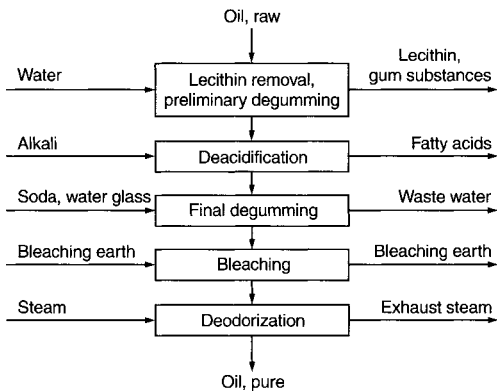 Oil, raw
Water
Lecithin removal,
preliminary degumming
Lecithin,
gum substances
Alkali
Deacidification
Fatty acids
Soda, water glass
Final degumming
Waste water
Bleaching earth
Bleaching
Bleaching earth
Steam
Deodorization
Exhaust steam
Oil, pure